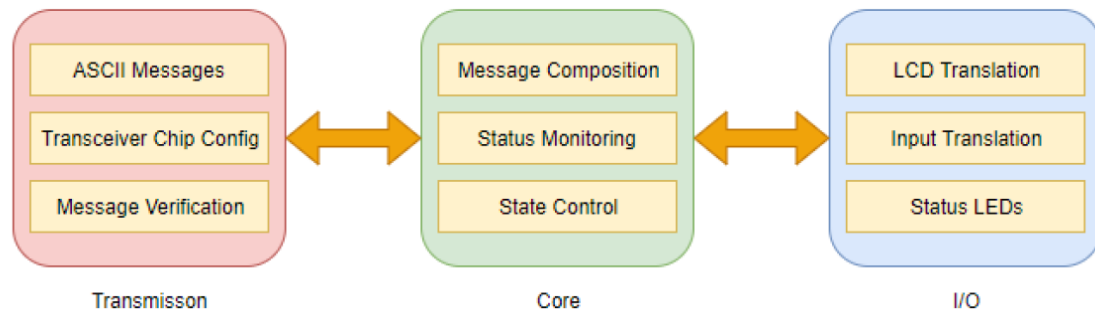 ASCII Messages
Transceiver Chip Config
Message Verification
Transmisson
Message Composition
Status Monitoring
State Control
Core
LCD Translation
Input Translation
Status LEDs
I/O